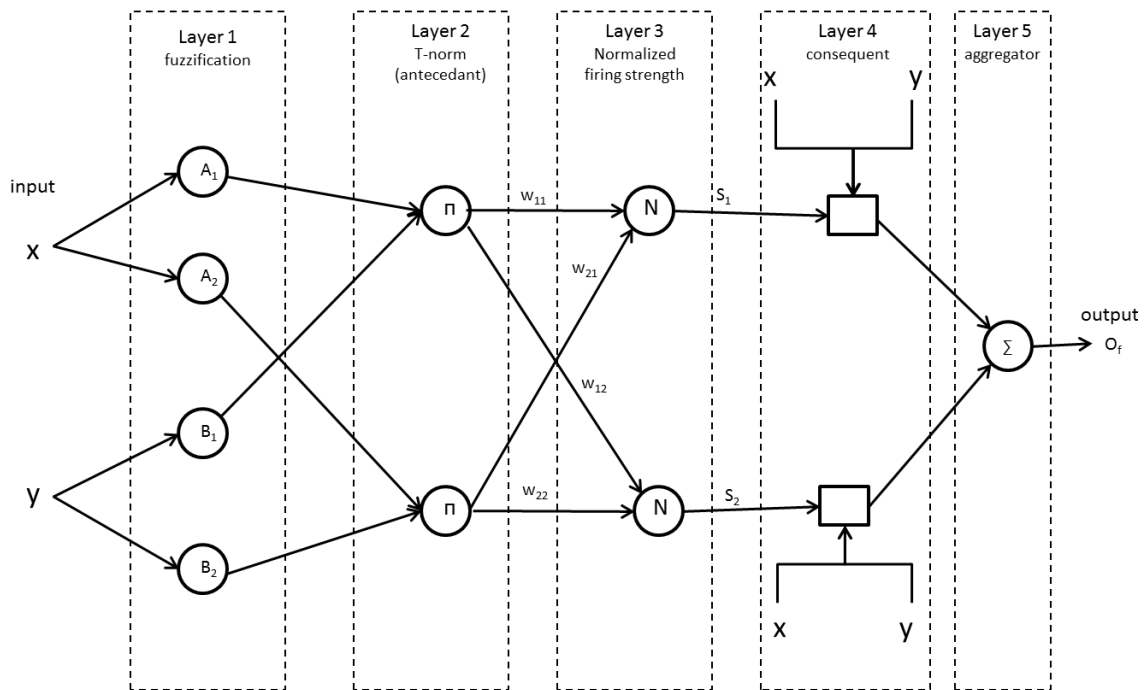 Layer 1
fuzzification
Layer 2
T-norm
(antecedant)
Layer 3
Normalized
firing strength
Layer 4
consequent
Layer 5
aggregator
x
y
input
x
y
A1
A2
B1
B2
Π
Π
w11
w21
w12
w22
N
N
S1
S2
x
y
Σ
output
Of